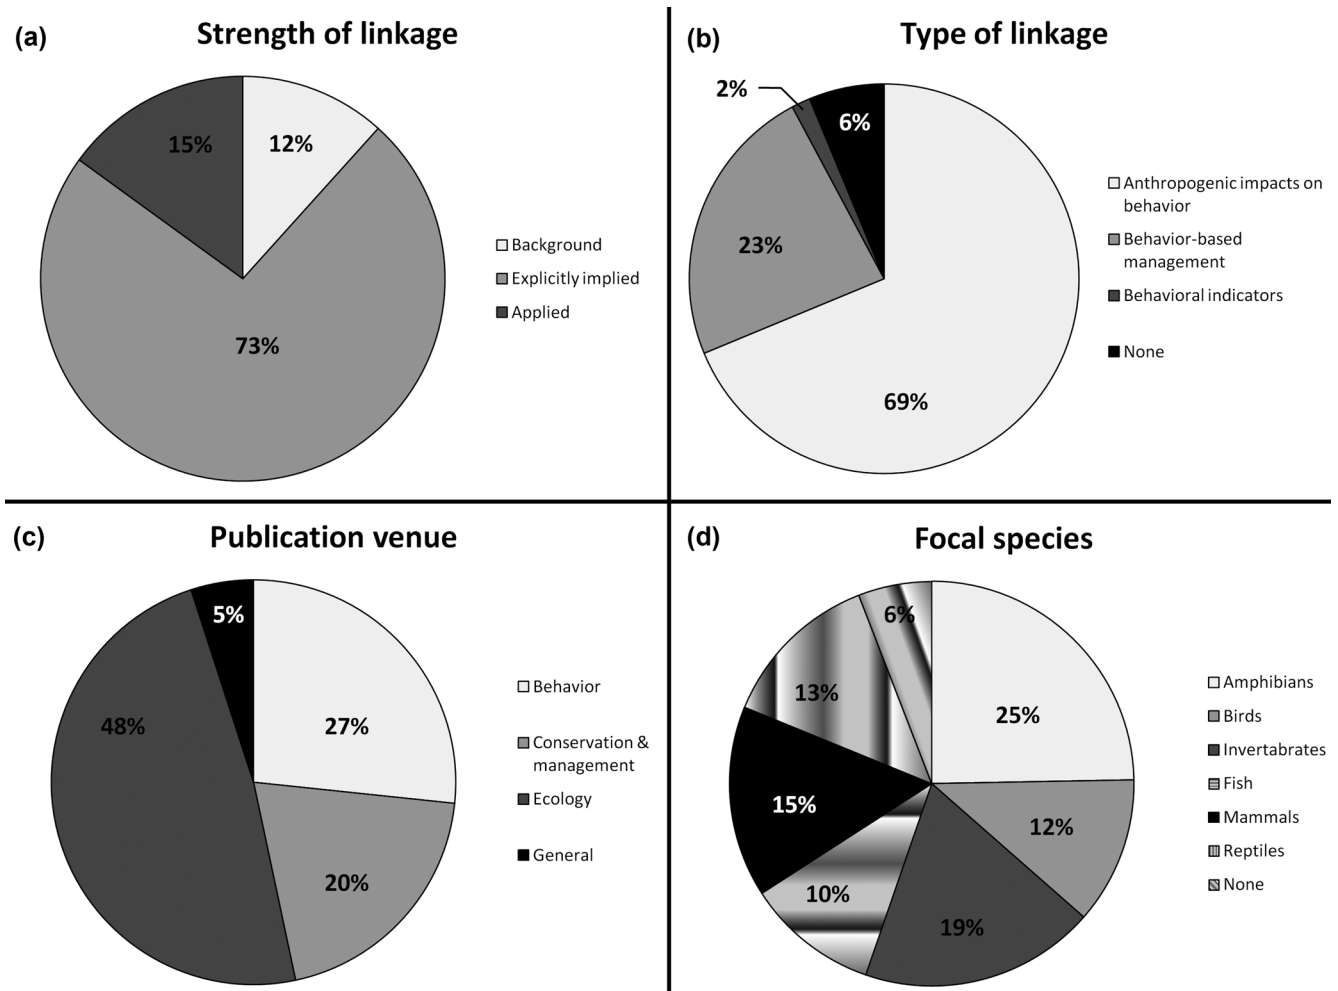 (a)
Strength of linkage
15%
12%
73%
Background
Explicitly implied
Applied
(b)
Type of linkage
2%
6%
23%
69%
Anthropogenic impacts on
behavior
Behavior-based
management
Behavioral indicators
None
(c)
Publication venue
5%
48%
27%
20%
Behavior
Conservation &
management
Ecology
General
(d)
Focal species
6%
13%
25%
15%
12%
10%
19%
Amphibians
Birds
Invertabrates
Fish
Mammals
Reptiles
None